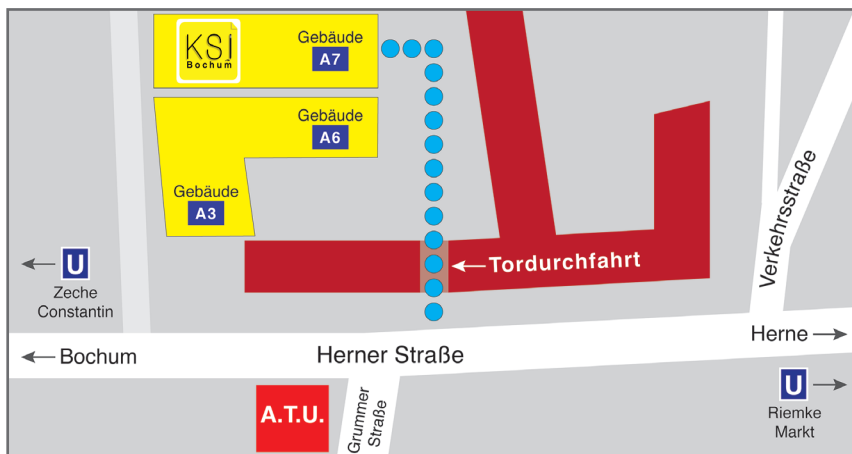 KSI
Bochum
Gebäude
A7
Gebäude
A6
Gebäude
A3
Verkehrsstraße
U
Zeche
Constantin
Tordurchfahrt
Bochum
Herner Straße
Herne
A.T.U.
Grummer
Straße
U
Riemke
Markt